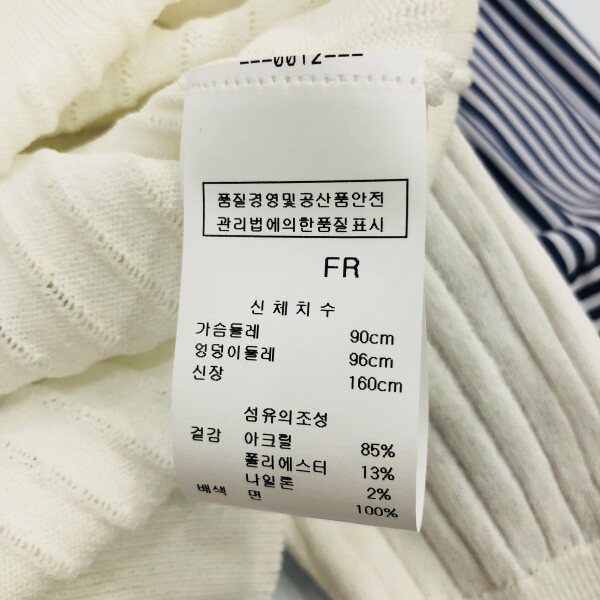 ---0012---
품질경영및공산품안전
관리법에의한품질표시
FR
신체치수
가슴둘레 90cm
엉덩이둘레 96cm
신장 160cm
섬유의조성
겉감 아크릴 85%
폴리에스터 13%
나일론 2%
배색 면 100%